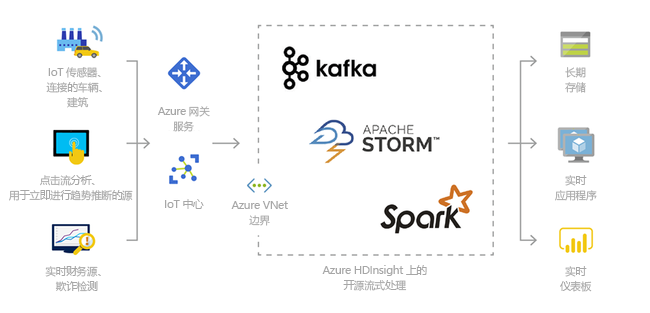 IoT 传感器、
连接的车辆、
建筑
点击流分析、
用于立即进行趋势推断的源
实时财务源、
欺诈检测
Azure 网关
服务
IoT 中心
Azure VNet
边界
kafka
APACHE
STORM™
Spark
Azure HDInsight 上的
开源流式处理
长期
存储
实时
应用程序
实时
仪表板